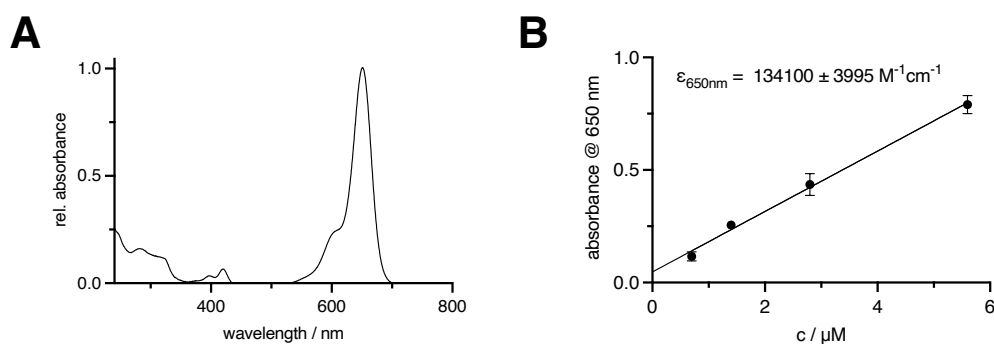 A
rel. absorbance
1.0
0.5
0.0
400
600
800
wavelength / nm
B
absorbance @ 650 nm
1.0
0.5
0.0
ε650nm = 134100 ± 3995 M-1cm-1
0
2
4
6
c / µM